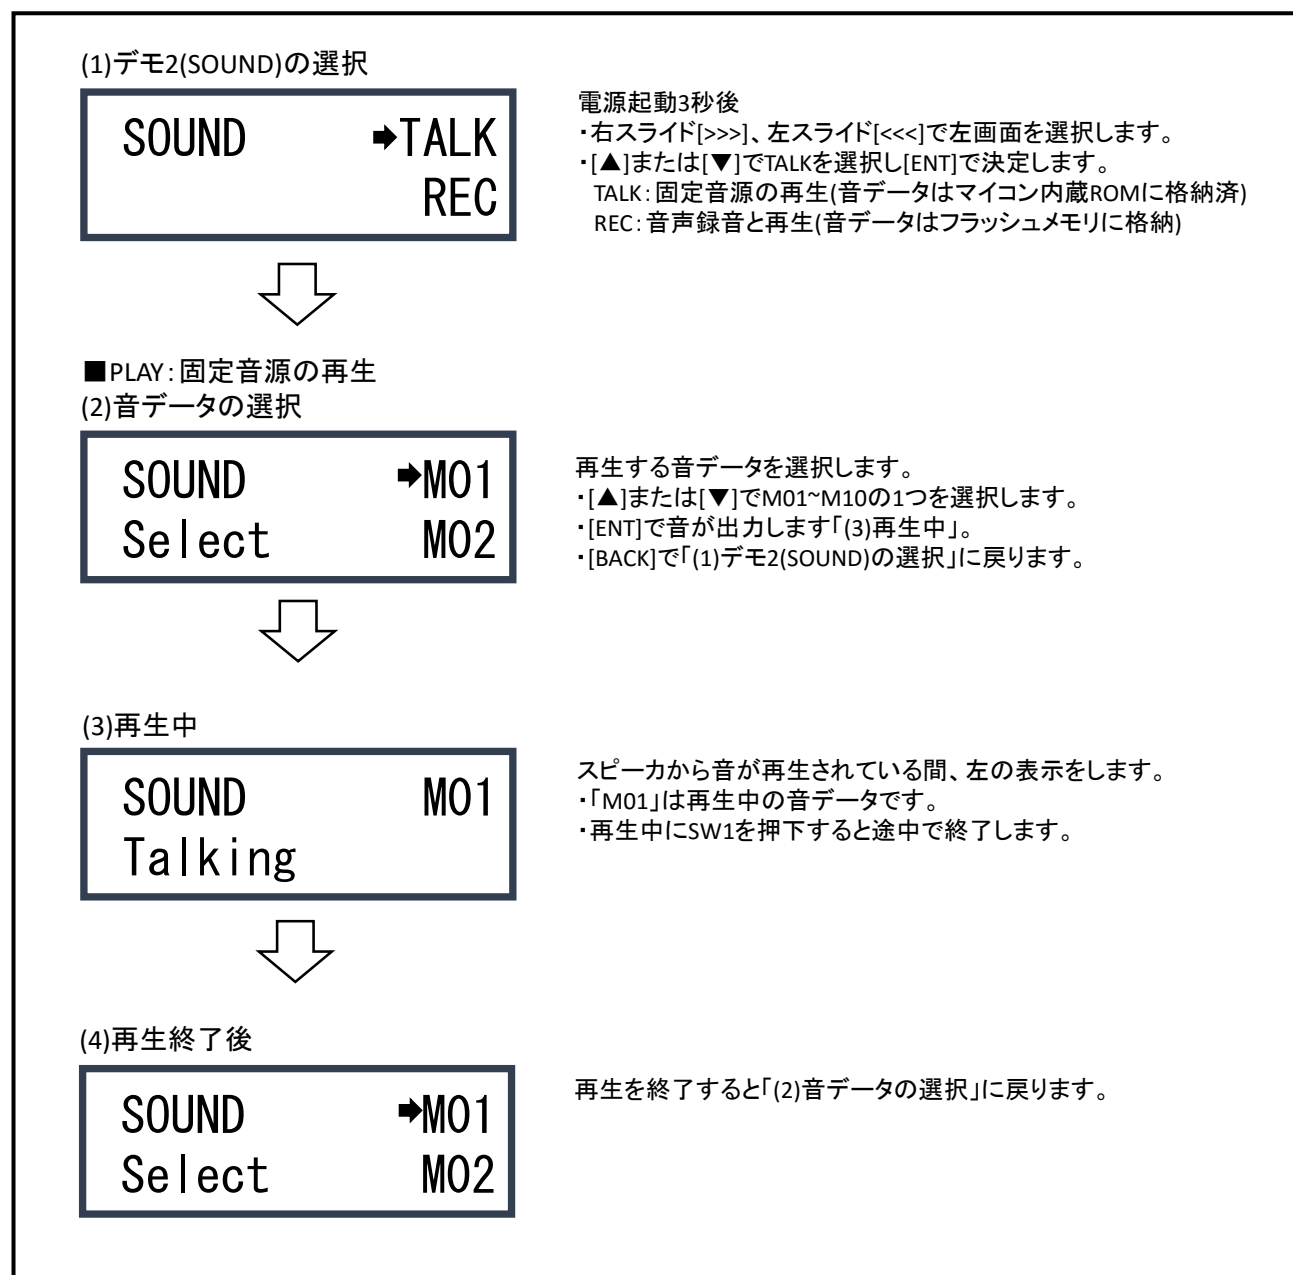 (1)デモ2(SOUND)の選択
SOUND ➡TALK
REC
電源起動3秒後
・右スライド[>>>]、左スライド[<<<]で左画面を選択します。
・[▲]または[▼]でTALKを選択し[ENT]で決定します。
TALK：固定音源の再生(音データはマイコン内蔵ROMに格納済)
REC：音声録音と再生(音データはフラッシュメモリに格納)
■PLAY：固定音源の再生
(2)音データの選択
SOUND ➡M01
Select M02
再生する音データを選択します。
・[▲]または[▼]でM01~M10の1つを選択します。
・[ENT]で音が出力します「(3)再生中」。
・[BACK]で「(1)デモ2(SOUND)の選択」に戻ります。
(3)再生中
SOUND M01
Talking
スピーカから音が再生されている間、左の表示をします。
・「M01」は再生中の音データです。
・再生中にSW1を押下すると途中で終了します。
(4)再生終了後
SOUND ➡M01
Select M02
再生を終了すると「(2)音データの選択」に戻ります。